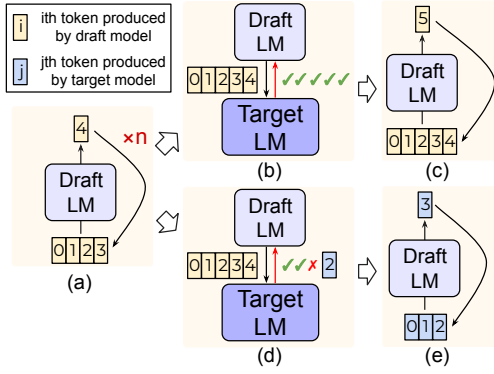 i ith token produced
by draft model
j jth token produced
by target model
4
×n
Draft
LM
0 1 2 3
(a)
Draft
LM
0 1 2 3 4 ✓✓✓✓✓
Target
LM
(b)
5
Draft
LM
0 1 2 3 4
(c)
Draft
LM
0 1 2 3 4 ✓✓✗ 2
Target
LM
(d)
3
Draft
LM
0 1 2
(e)